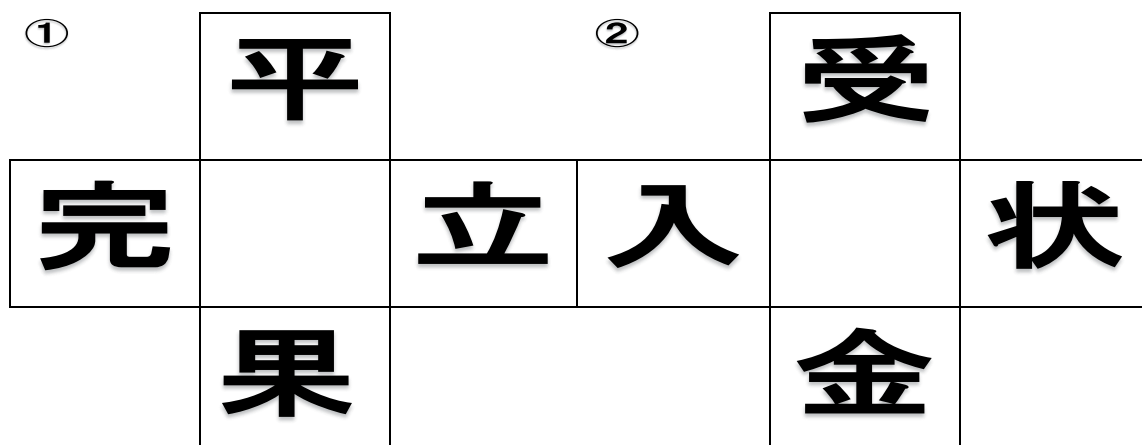 ① 平 ② 受
完 立 入 状
果 金